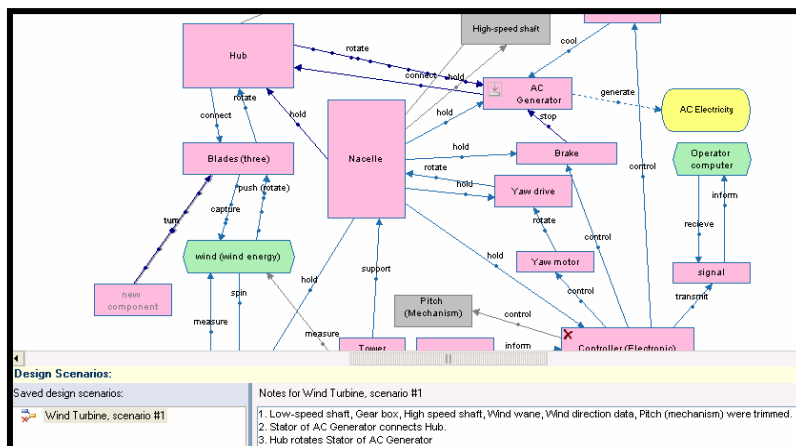 High-speed shaft
Hub
rotate
cool
connect
hold
AC
Generator
generate
AC Electricity
connect
rotate
hold
hold
stop
Operator
computer
Blades (three)
Nacelle
hold
Brake
control
push (rotate)
rotate
hold
Yaw drive
inform
turn
capture
recieve
rotate
control
wind (wind energy)
support
hold
Yaw motor
signal
new
component
spin
hold
control
transmit
Pitch
(Mechanism)
control
measure
measure
inform
Tower
Controller (Electronic)
Design Scenarios:
Saved design scenarios:
Notes for Wind Turbine, scenario #1
Wind Turbine, scenario #1
1. Low-speed shaft, Gear box, High speed shaft, Wind wane, Wind direction data, Pitch (mechanism) were trimmed.
2. Stator of AC Generator connects Hub.
3. Hub rotates Stator of AC Generator